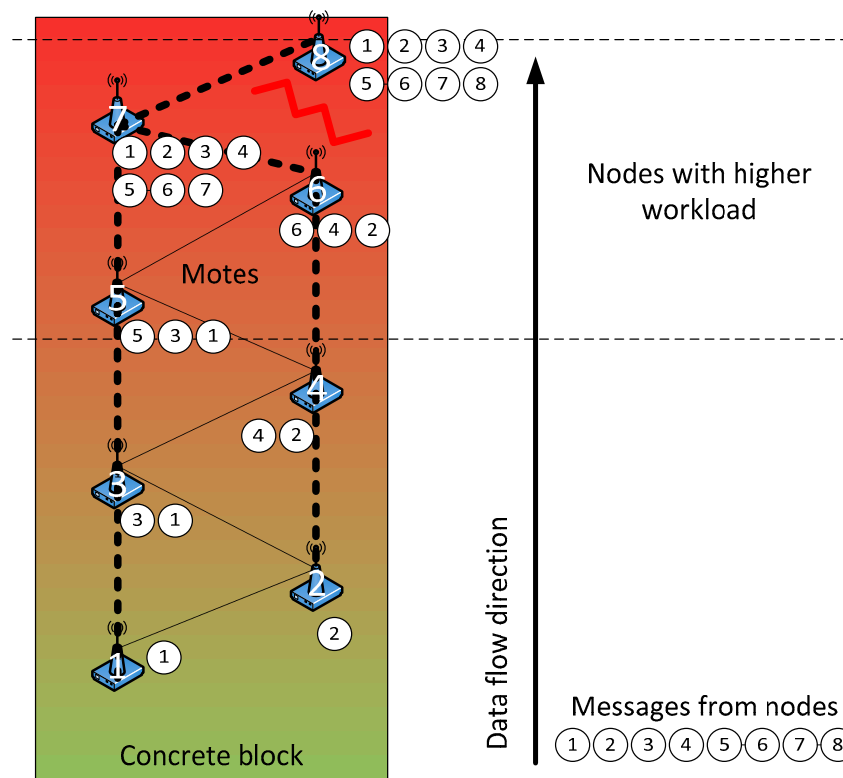 8
1 2 3 4
5 6 7 8
7
1 2 3 4
5 6 7
6
6 4 2
Nodes with higher
workload
Motes
5
5 3 1
4
4 2
3
3 1
2
2
1
1
Data flow direction
Messages from nodes
1 2 3 4 5 6 7 8
Concrete block